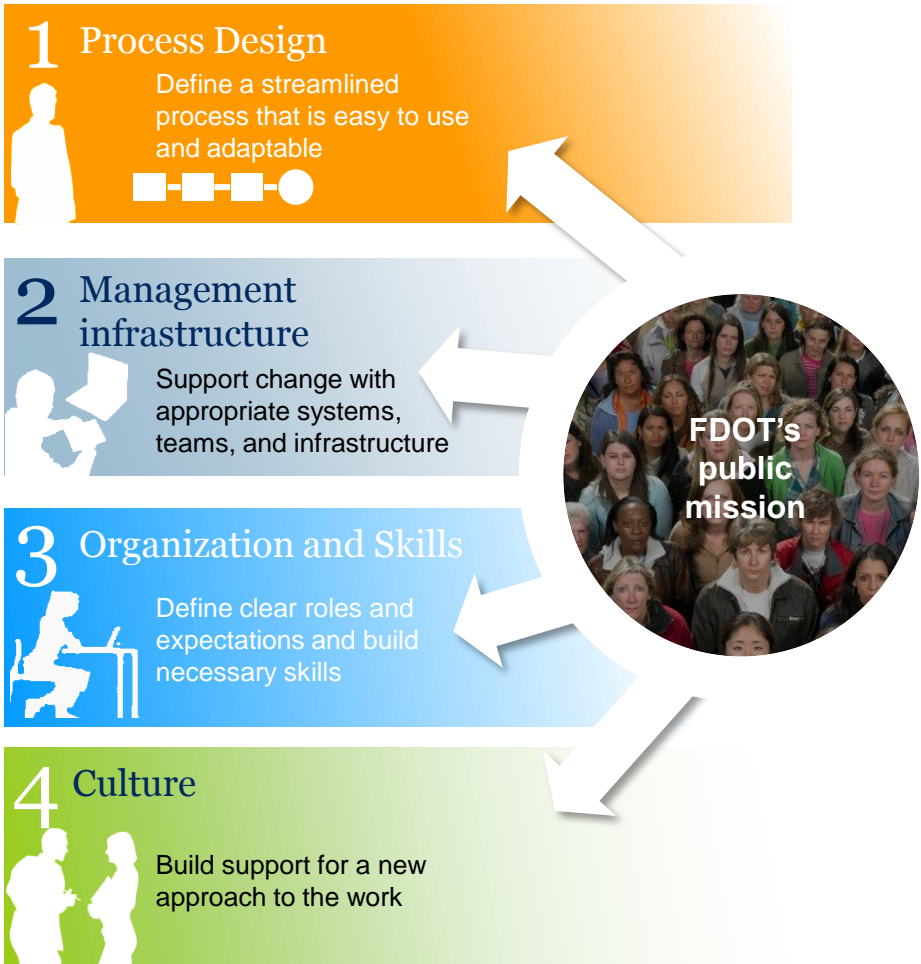 1 Process Design
Define a streamlined
process that is easy to use
and adaptable
2 Management
infrastructure
Support change with
appropriate systems,
teams, and infrastructure
3 Organization and Skills
Define clear roles and
expectations and build
necessary skills
4 Culture
Build support for a new
approach to the work
FDOT's
public
mission